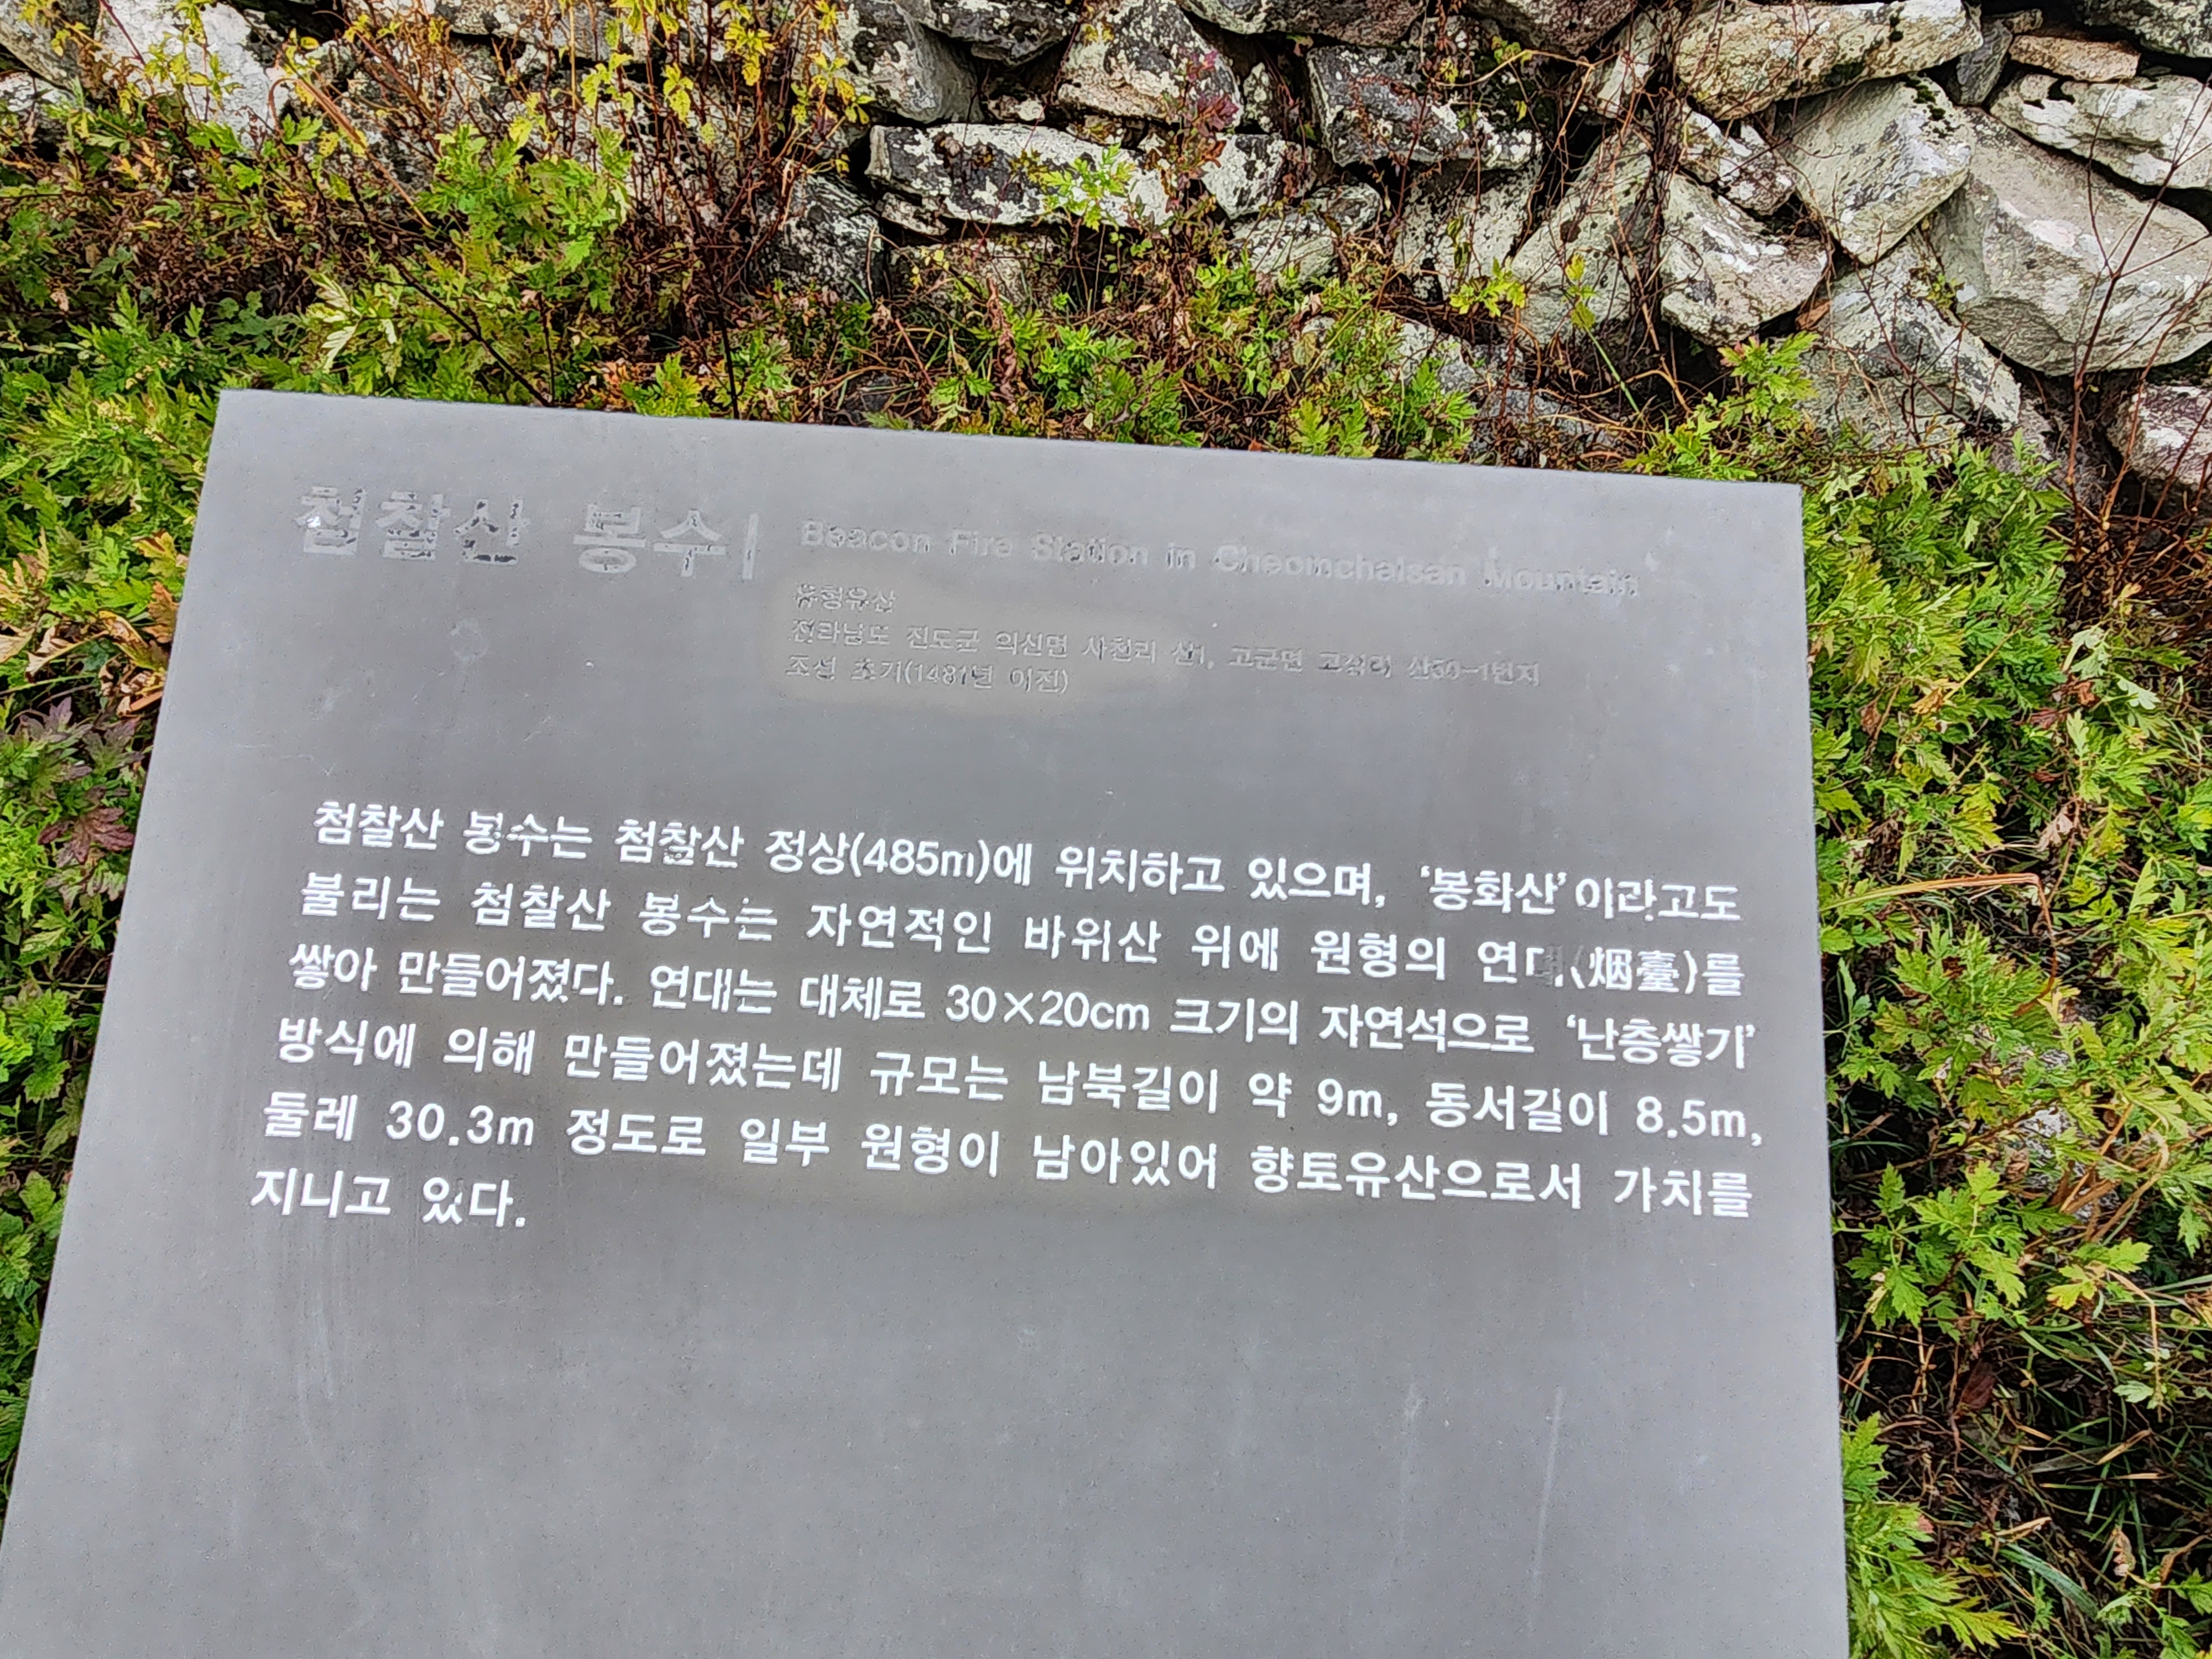 첨찰산 봉수 | Beacon Fire Station in Cheomchalsan Mountain
유형유산
전라남도 진도군 의신면 사천리 산1, 고군면 고성리 산50-1번지
조선 초기(1481년 이전)
첨찰산 봉수는 첨찰산 정상(485m)에 위치하고 있으며, ‘봉화산’이라고도
불리는 첨찰산 봉수는 자연적인 바위산 위에 원형의 연대(烟臺)를
쌓아 만들어졌다. 연대는 대체로 30×20cm 크기의 자연석으로 ‘난층쌓기’
방식에 의해 만들어졌는데 규모는 남북길이 약 9m, 동서길이 8.5m,
둘레 30.3m 정도로 일부 원형이 남아있어 향토유산으로서 가치를
지니고 있다.